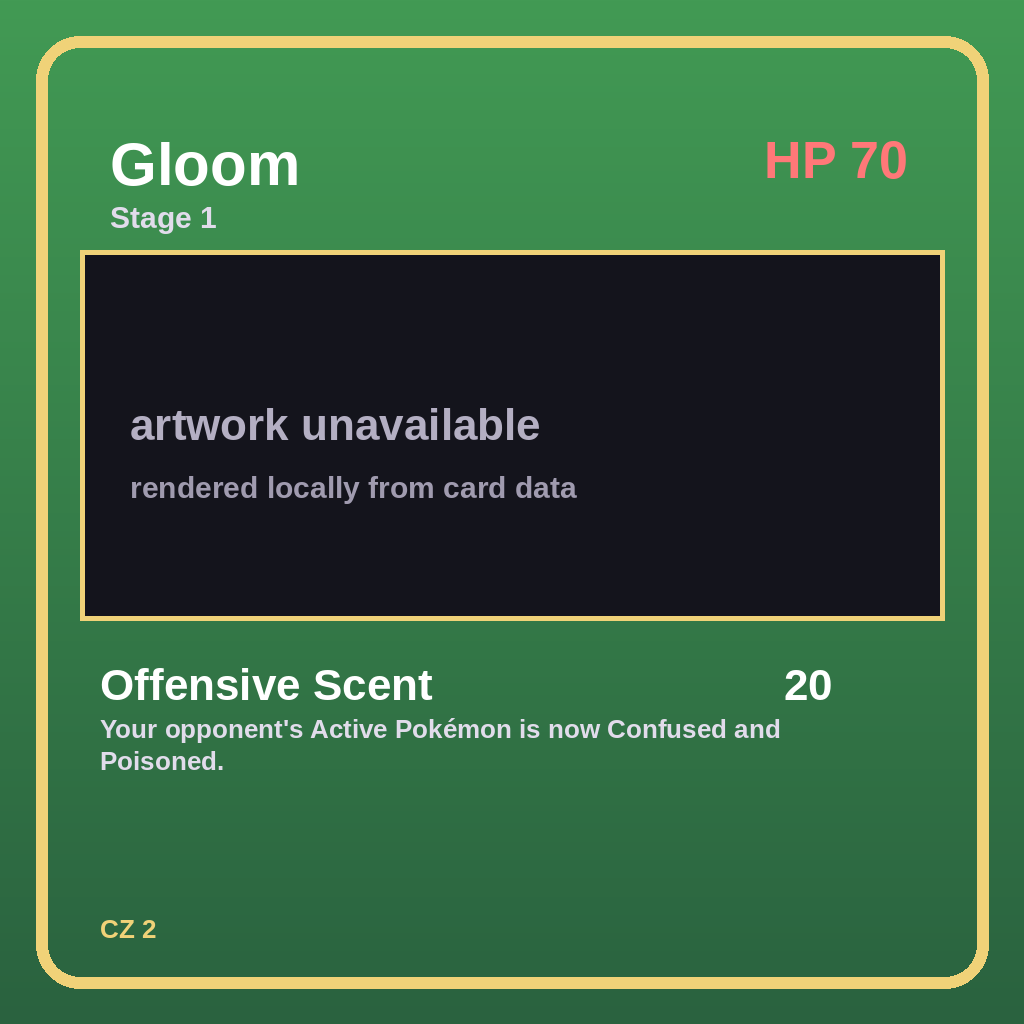 Gloom
HP 70
Stage 1
artwork unavailable
rendered locally from card data
Offensive Scent 20
Your opponent's Active Pokémon is now Confused and
Poisoned.
CZ 2